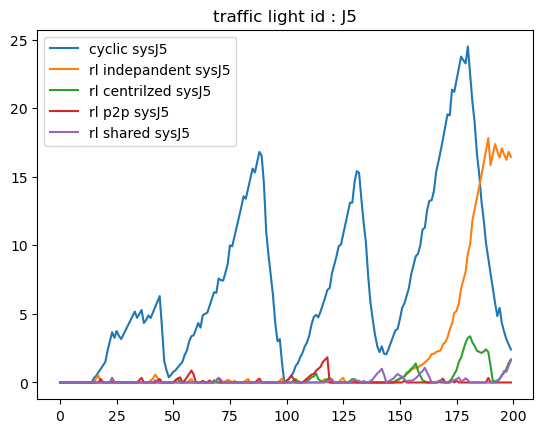 traffic light id : J5
25
20
15
10
5
0
cyclic sysJ5
rl indepandent sysJ5
rl centrilzed sysJ5
rl p2p sysJ5
rl shared sysJ5
0 25 50 75 100 125 150 175 200